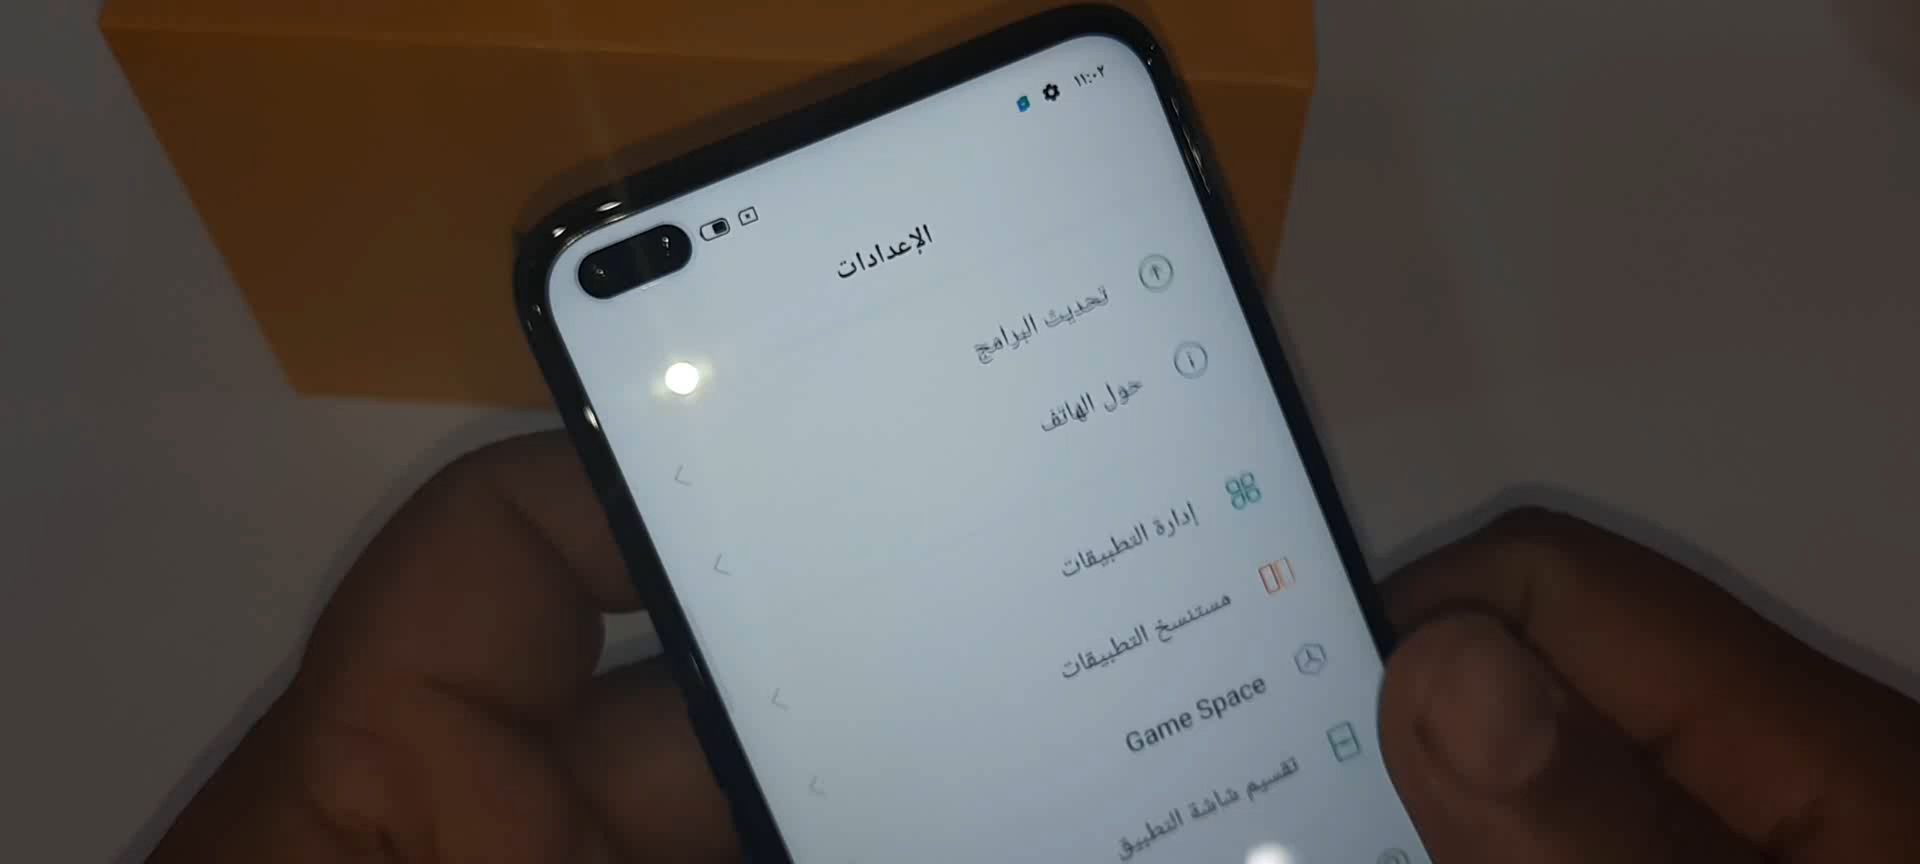 ١١:٠٢
الإعدادات
تحديث البرامج
حول الهاتف
إدارة التطبيقات
مستنسخ التطبيقات
Game Space
تقسيم شاشة التطبيق